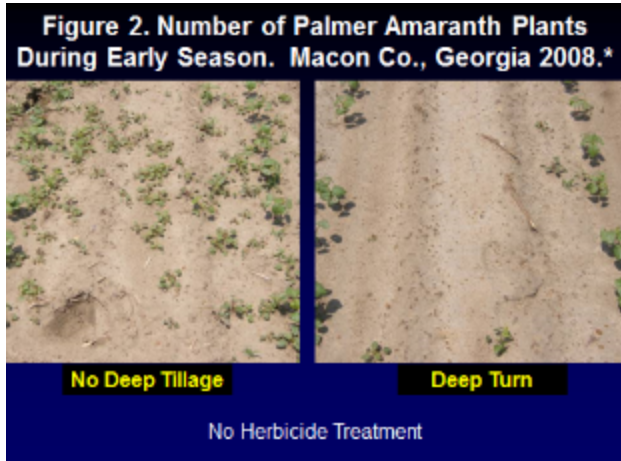 Figure 2. Number of Palmer Amaranth Plants
During Early Season.  Macon Co., Georgia 2008.*
No Deep Tillage
Deep Turn
No Herbicide Treatment